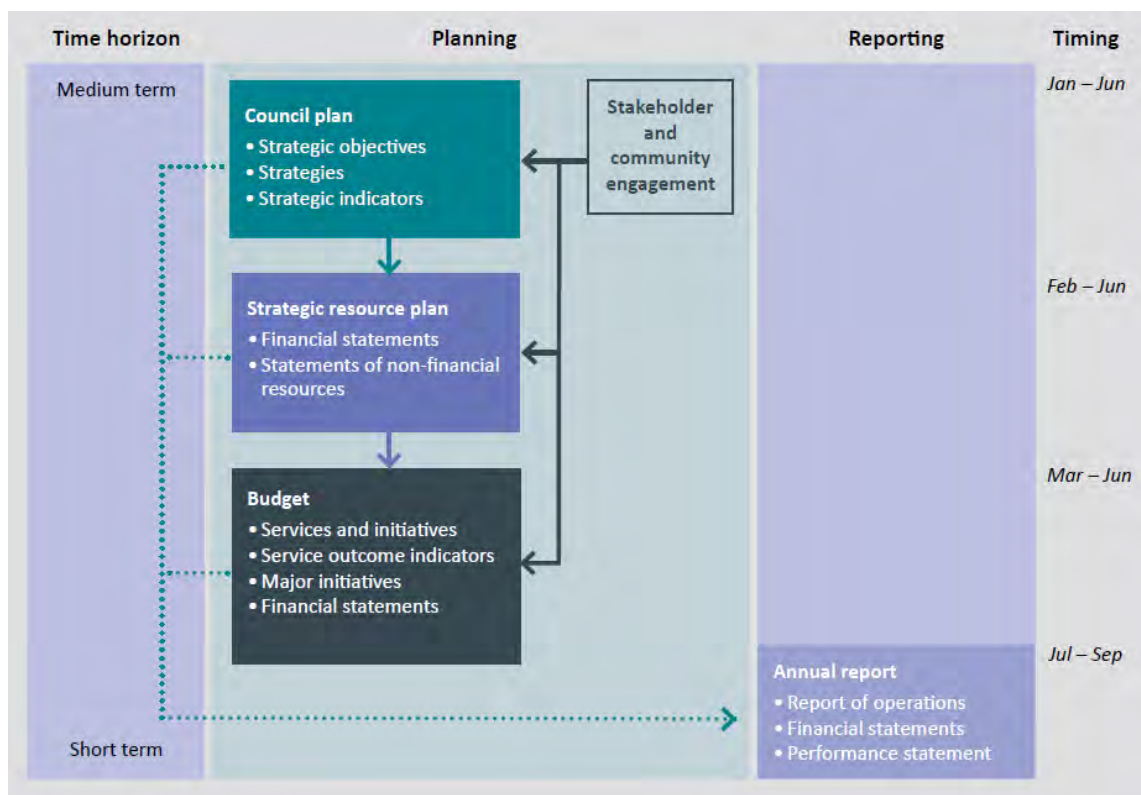 Time horizon
Planning
Reporting
Timing
Medium term
Council plan
• Strategic objectives
• Strategies
• Strategic indicators
Stakeholder
and
community
engagement
Jan – Jun
Strategic resource plan
• Financial statements
• Statements of non-financial
resources
Feb – Jun
Budget
• Services and initiatives
• Service outcome indicators
• Major initiatives
• Financial statements
Mar – Jun
Annual report
• Report of operations
• Financial statements
• Performance statement
Jul – Sep
Short term